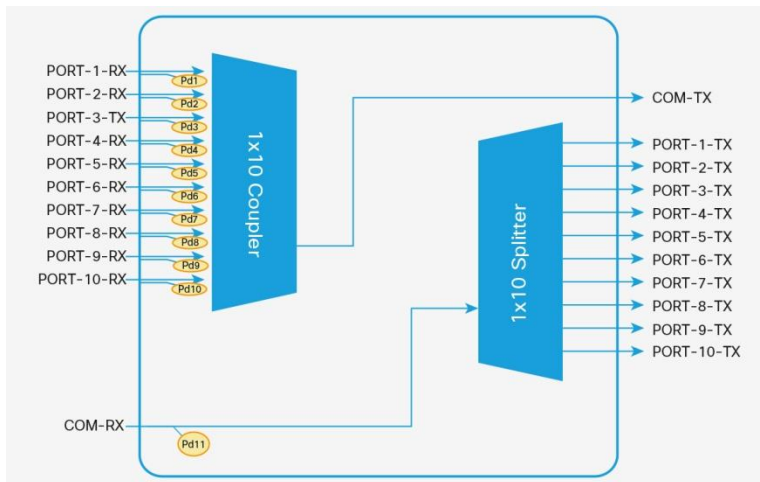 PORT-1-RX
Pd1
PORT-2-RX
Pd2
PORT-3-TX
Pd3
PORT-4-RX
Pd4
PORT-5-RX
Pd5
PORT-6-RX
Pd6
PORT-7-RX
Pd7
PORT-8-RX
Pd8
PORT-9-RX
Pd9
PORT-10-RX
Pd10
1x10 Coupler
COM-TX
1x10 Splitter
PORT-1-TX
PORT-2-TX
PORT-3-TX
PORT-4-TX
PORT-5-TX
PORT-6-TX
PORT-7-TX
PORT-8-TX
PORT-9-TX
PORT-10-TX
COM-RX
Pd11